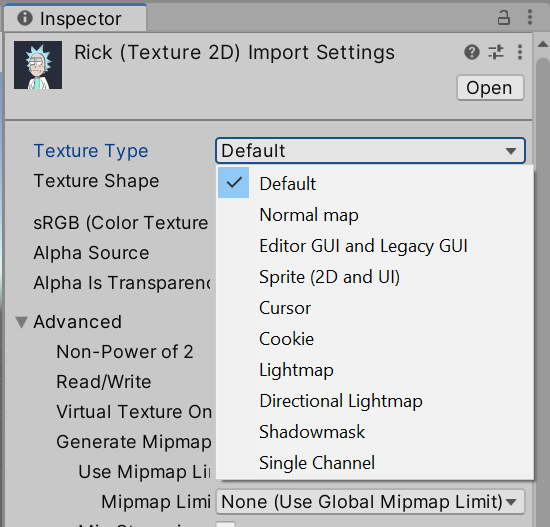 Inspector
Rick (Texture 2D) Import Settings
Open
Texture Type
Default
Texture Shape
Default
Normal map
Editor GUI and Legacy GUI
Sprite (2D and UI)
Cursor
Cookie
Lightmap
Directional Lightmap
Shadowmask
Single Channel
sRGB (Color Texture
Alpha Source
Alpha Is Transparenc
Advanced
Non-Power of 2
Read/Write
Virtual Texture On
Generate Mipmap
Use Mipmap Li
Mipmap Limi
None (Use Global Mipmap Limit)